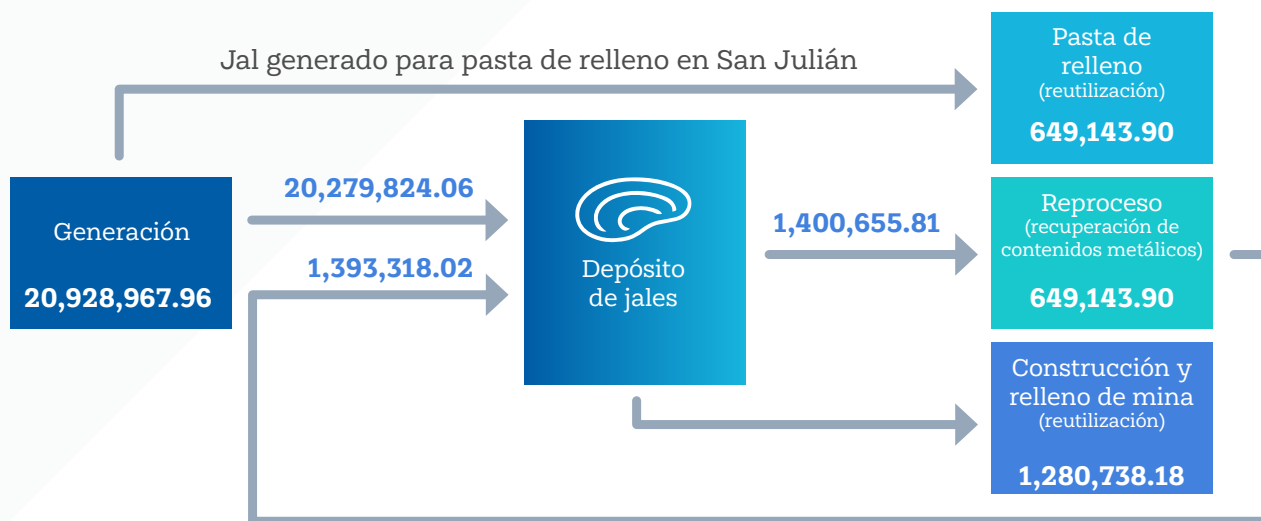 Jal generado para pasta de relleno en San Julián
Pasta de
relleno
(reutilización)
649,143.90
Generación
20,928,967.96
20,279,824.06
1,393,318.02
Depósito
de jales
1,400,655.81
Reproceso
(recuperación de
contenidos metálicos)
649,143.90
Construcción y
relleno de mina
(reutilización)
1,280,738.18